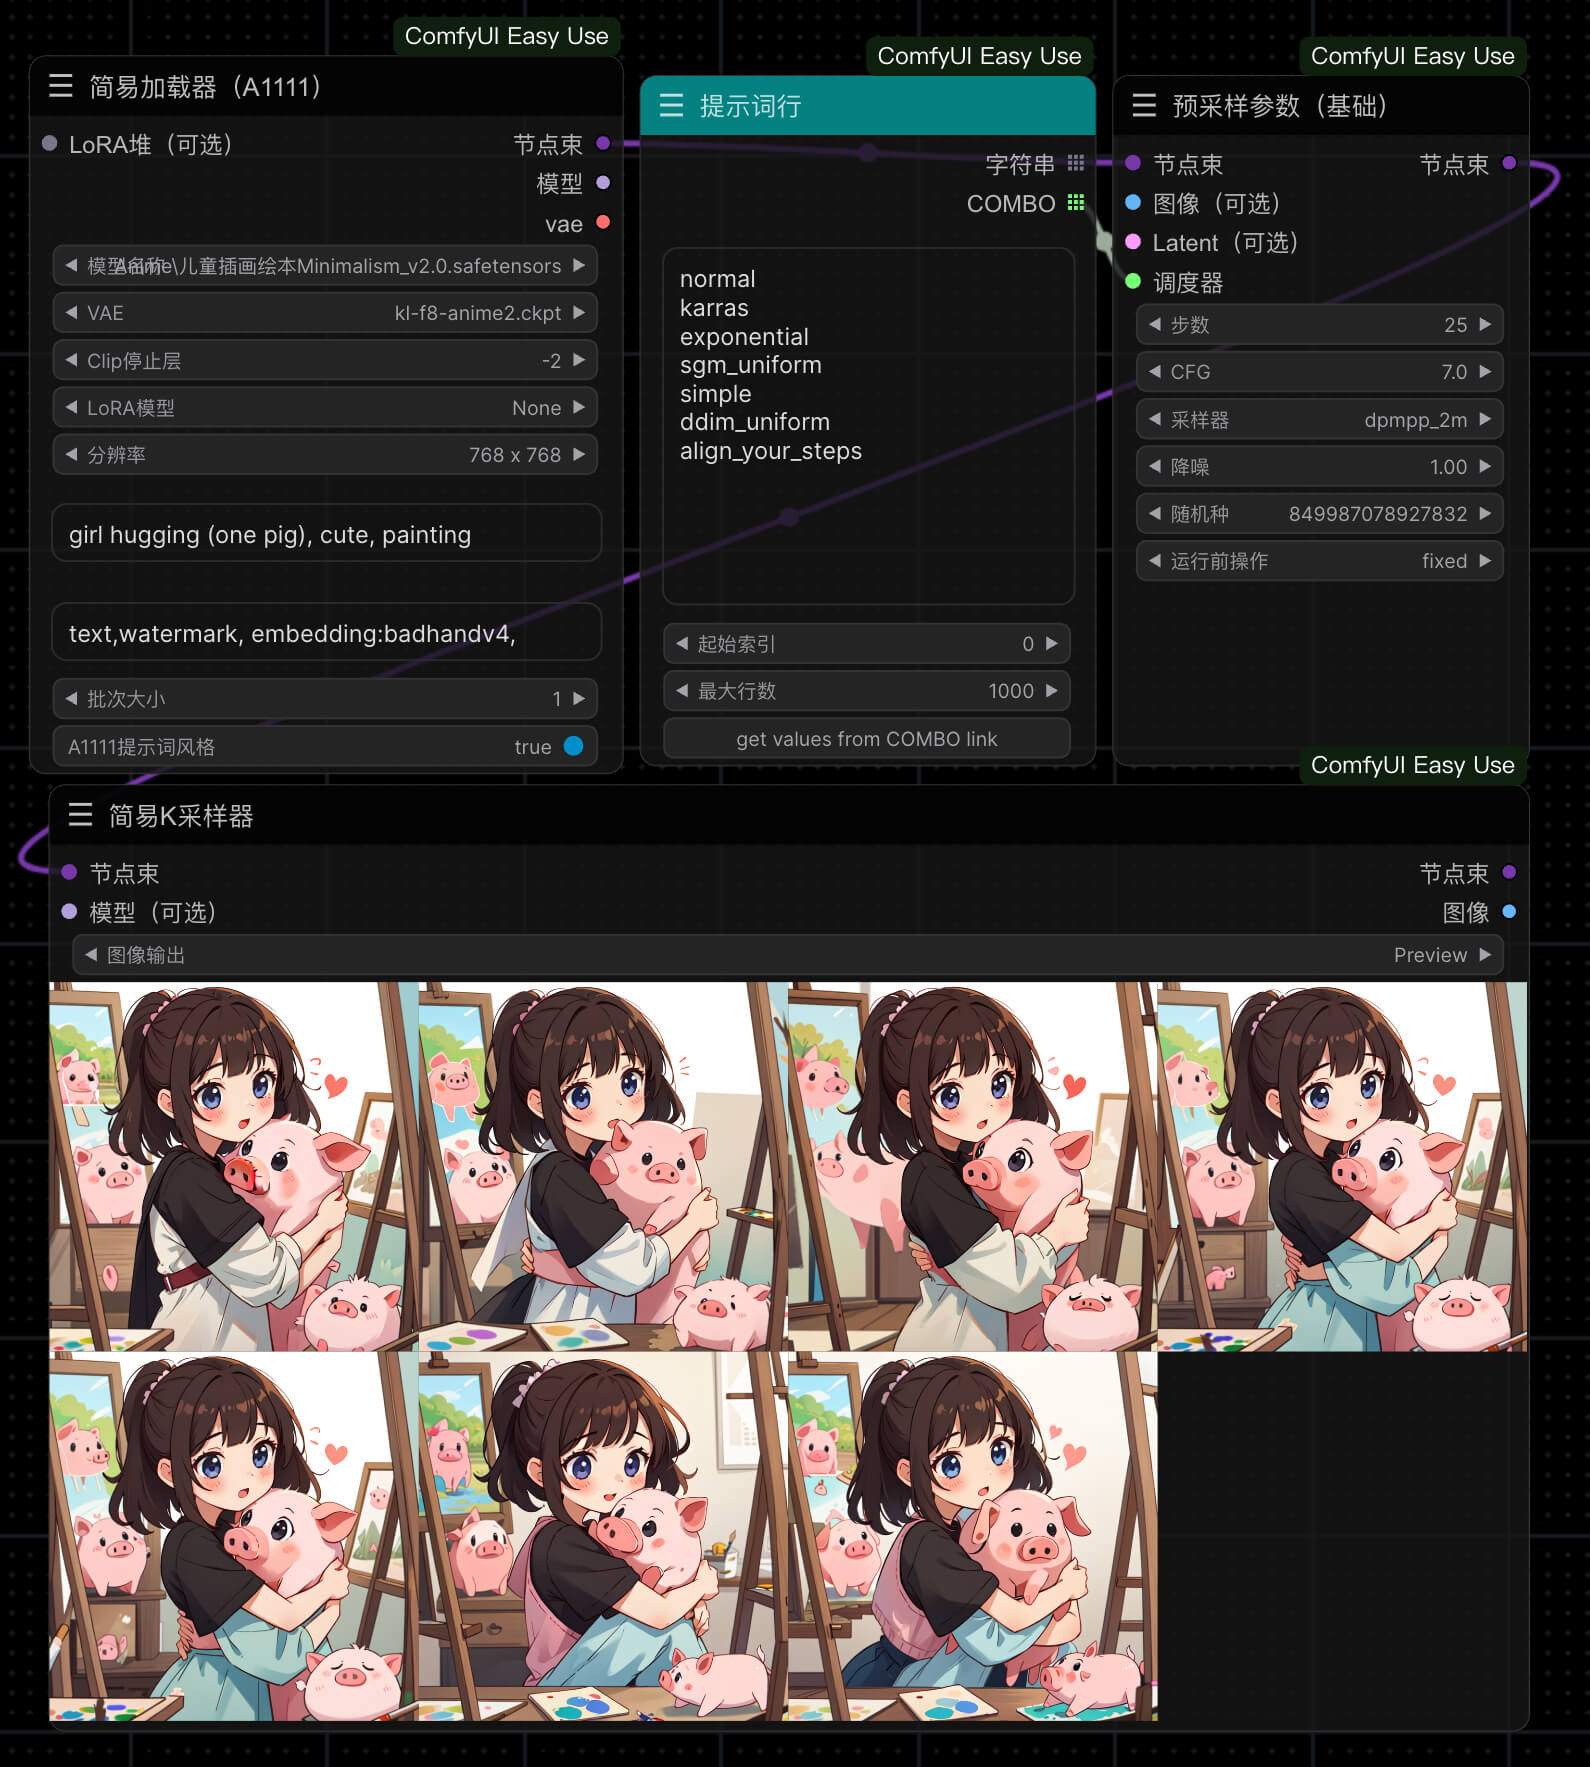 ComfyUI Easy Use
简易加载器（A1111）
LoRA堆（可选）
节点束
模型
vae
模型名称 Anime\儿童插画绘本Minimalism_v2.0.safetensors
VAE kl-f8-anime2.ckpt
Clip停止层 -2
LoRA模型 None
分辨率 768 x 768
girl hugging (one pig), cute, painting
text,watermark, embedding:badhandv4,
批次大小 1
A1111提示词风格 true
ComfyUI Easy Use
提示词行
字符串
COMBO
normal
karras
exponential
sgm_uniform
simple
ddim_uniform
align_your_steps
起始索引 0
最大行数 1000
get values from COMBO link
ComfyUI Easy Use
预采样参数（基础）
节点束 节点束
图像（可选）
Latent（可选）
调度器
步数 25
CFG 7.0
采样器 dpmpp_2m
降噪 1.00
随机种 849987078927832
运行前操作 fixed
ComfyUI Easy Use
简易K采样器
节点束 节点束
模型（可选） 图像
图像输出 Preview